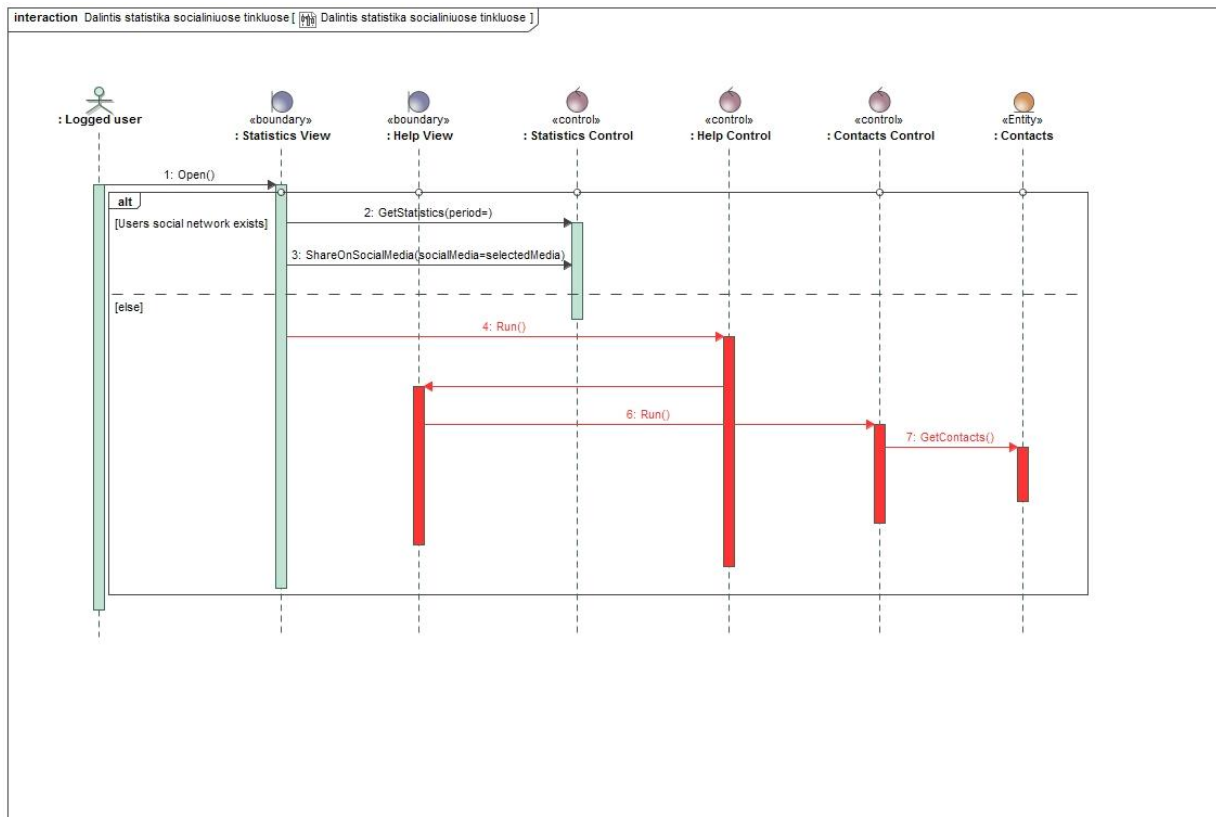 interaction Dalintis statistika socialiniuose tinkluose [ Dalintis statistika socialiniuose tinkluose ]
: Logged user
«boundary»
: Statistics View
«boundary»
: Help View
«control»
: Statistics Control
«control»
: Help Control
«control»
: Contacts Control
«Entity»
: Contacts
1: Open()
alt
[Users social network exists]
2: GetStatistics(period=)
3: ShareOnSocialMedia(socialMedia=selectedMedia)
[else]
4: Run()
6: Run()
7: GetContacts()